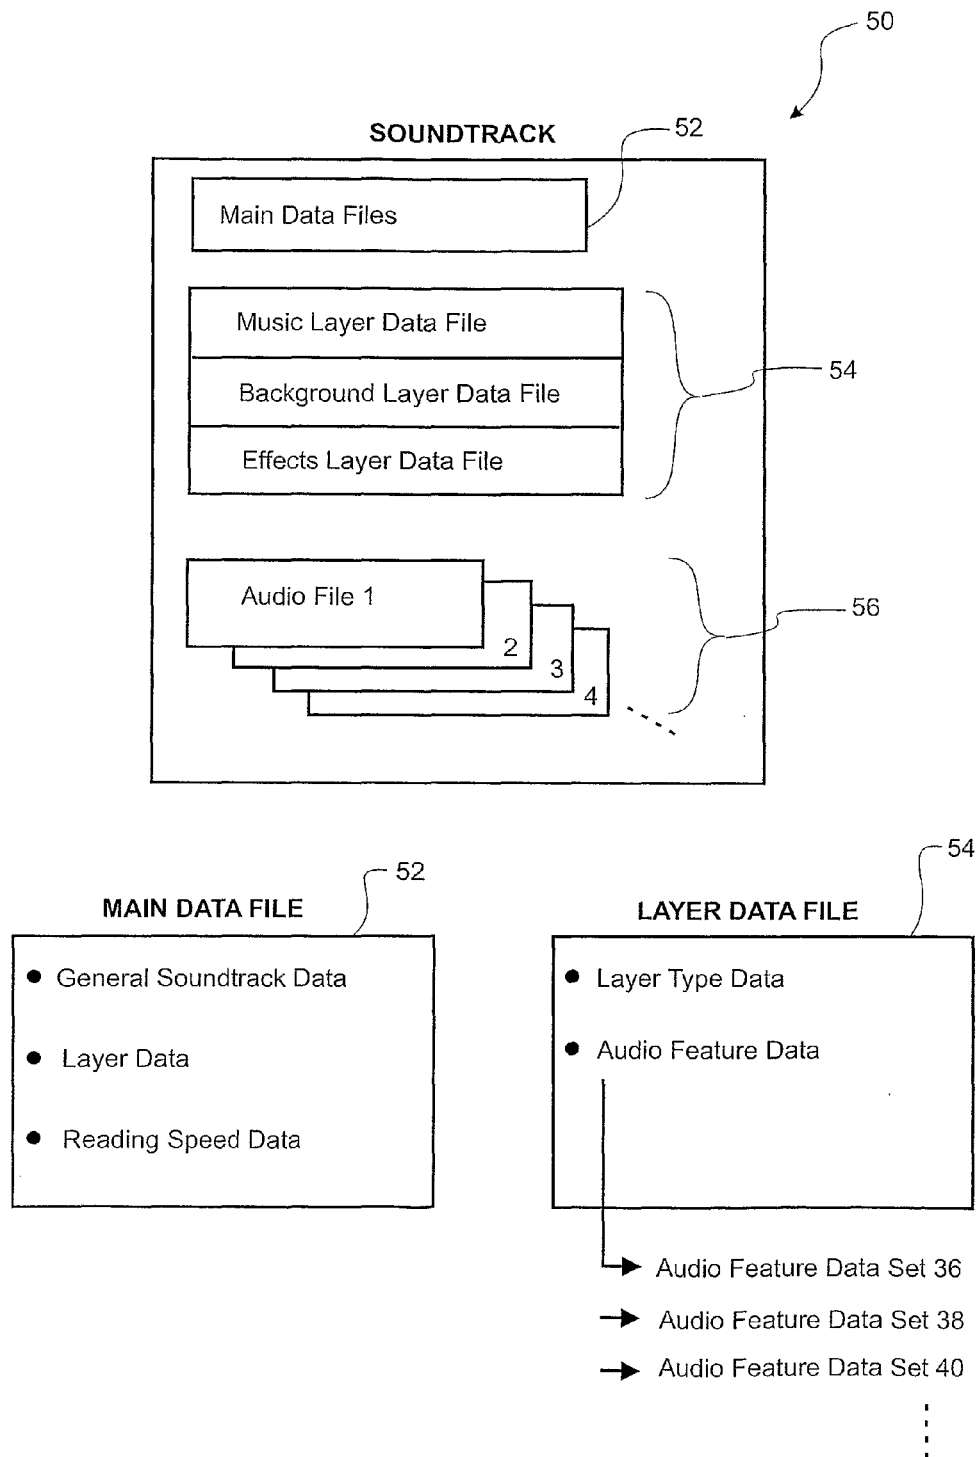 50
SOUNDTRACK
52
Main Data Files
Music Layer Data File
Background Layer Data File
Effects Layer Data File
54
Audio File 1
2
3
4
56
52
MAIN DATA FILE
● General Soundtrack Data
● Layer Data
● Reading Speed Data
54
LAYER DATA FILE
● Layer Type Data
● Audio Feature Data
Audio Feature Data Set 36
Audio Feature Data Set 38
Audio Feature Data Set 40